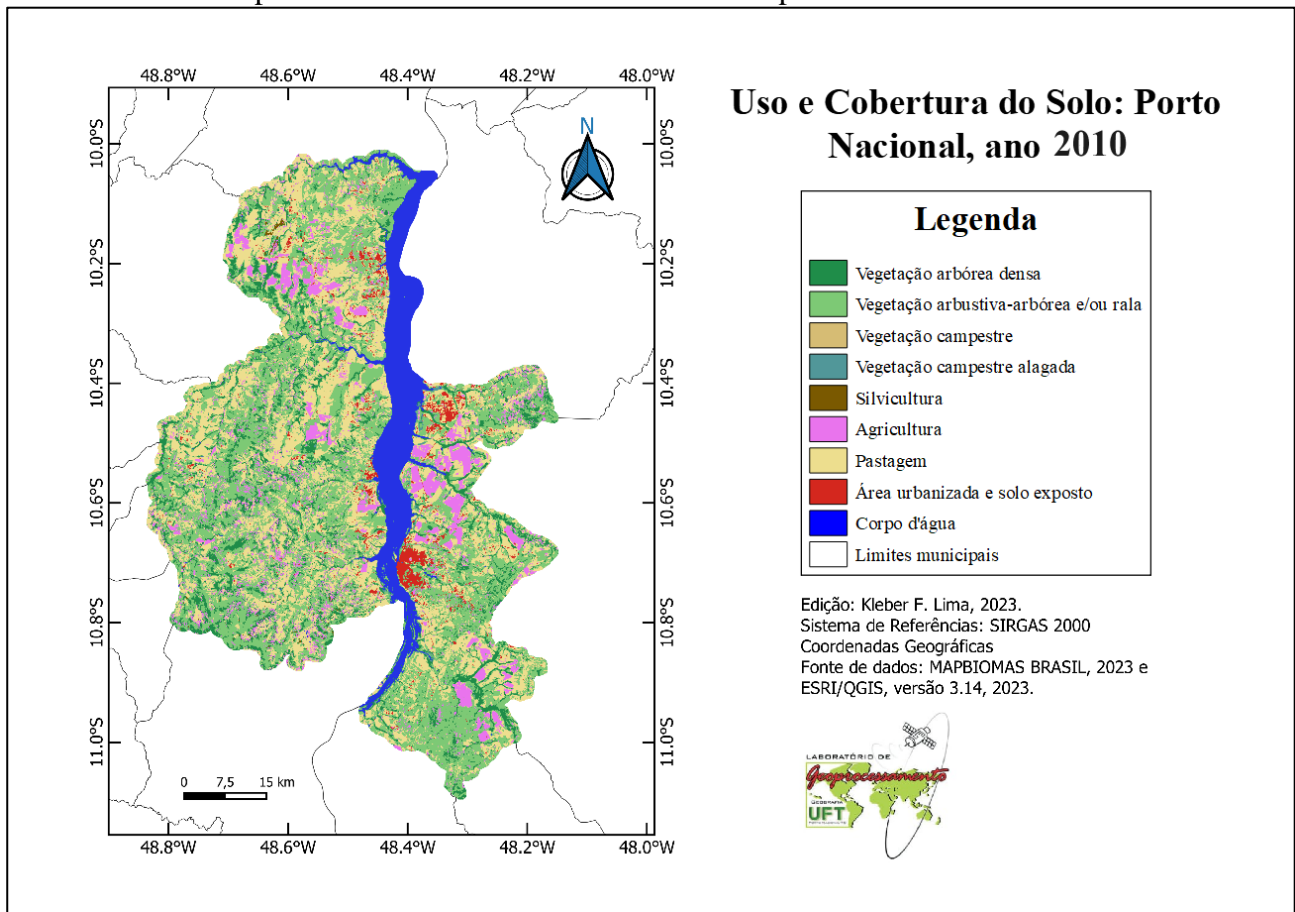 48.8°W 48.6°W 48.4°W 48.2°W 48.0°W
Uso e Cobertura do Solo: Porto
Nacional, ano 2010
N
10.0°S 10.0°S
10.2°S 10.2°S
10.4°S 10.4°S
10.6°S 10.6°S
10.8°S 10.8°S
11.0°S 11.0°S
0 7,5 15 km
48.8°W 48.6°W 48.4°W 48.2°W 48.0°W
Legenda
Vegetação arbórea densa
Vegetação arbustiva-arbórea e/ou rala
Vegetação campestre
Vegetação campestre alagada
Silvicultura
Agricultura
Pastagem
Área urbanizada e solo exposto
Corpo d'água
Limites municipais
Edição: Kleber F. Lima, 2023.
Sistema de Referências: SIRGAS 2000
Coordenadas Geográficas
Fonte de dados: MAPBIOMAS BRASIL, 2023 e
ESRI/QGIS, versão 3.14, 2023.
LABORATÓRIO DE
Geoprocessamento
GEOGRAFIA
UFT